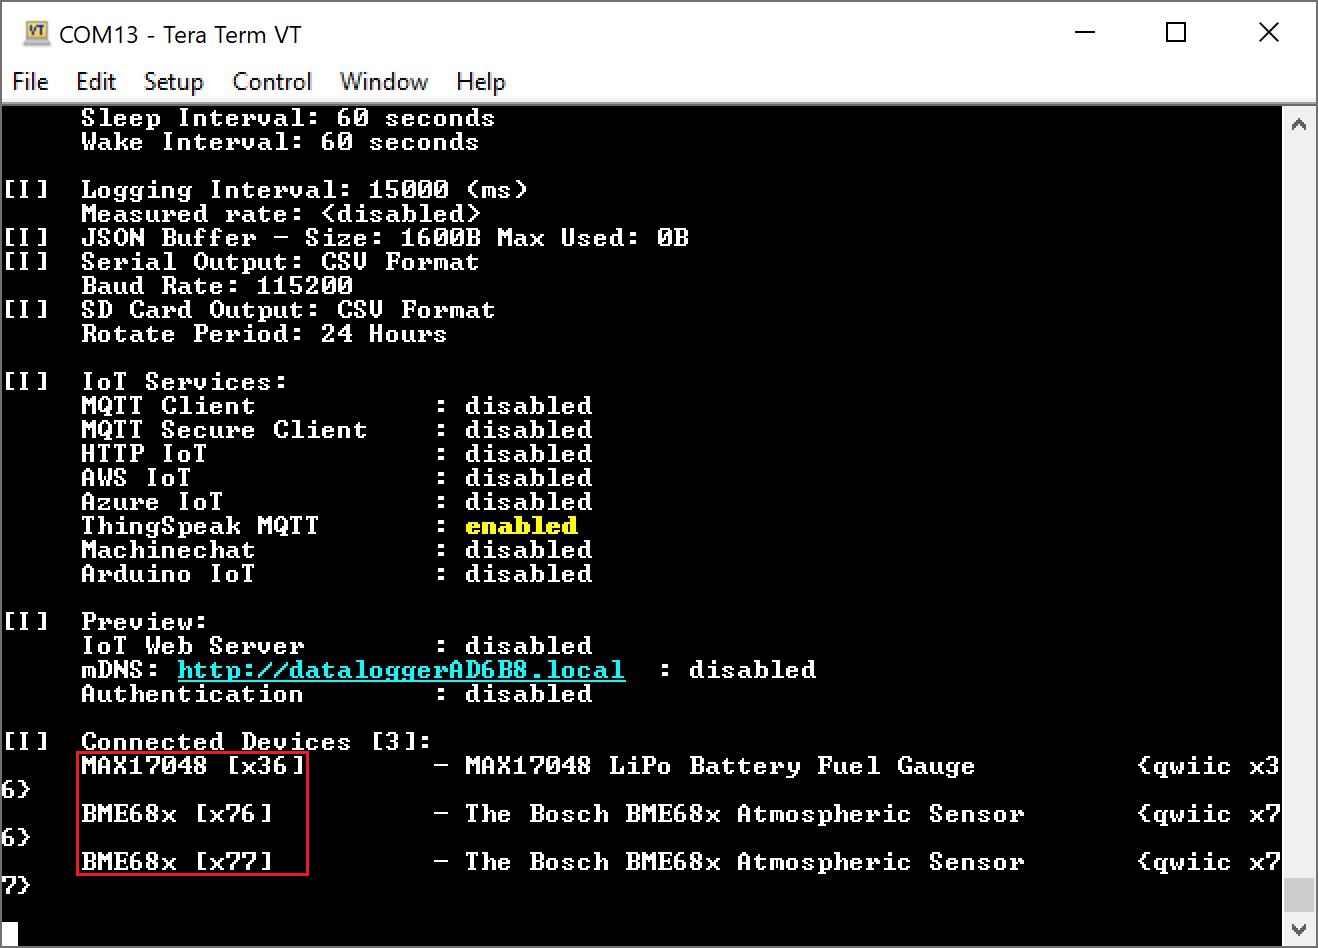 COM13 - Tera Term VT
File Edit Setup Control Window Help
Sleep Interval: 60 seconds
Wake Interval: 60 seconds
[I] Logging Interval: 15000 (ms)
Measured rate: <disabled>
[I] JSON Buffer - Size: 1600B Max Used: 0B
[I] Serial Output: CSV Format
Baud Rate: 115200
[I] SD Card Output: CSV Format
Rotate Period: 24 Hours
[I] IoT Services:
MQTT Client : disabled
MQTT Secure Client : disabled
HTTP IoT : disabled
AWS IoT : disabled
Azure IoT : disabled
ThingSpeak MQTT : enabled
Machinechat : disabled
Arduino IoT : disabled
[I] Preview:
IoT Web Server : disabled
mDNS: http://dataloggerAD6B8.local : disabled
Authentication : disabled
[I] Connected Devices [3]:
MAX17048 [x36] - MAX17048 LiPo Battery Fuel Gauge {qwiic x3
6}
BME68x [x76] - The Bosch BME68x Atmospheric Sensor {qwiic x7
6}
BME68x [x77] - The Bosch BME68x Atmospheric Sensor {qwiic x7
7}